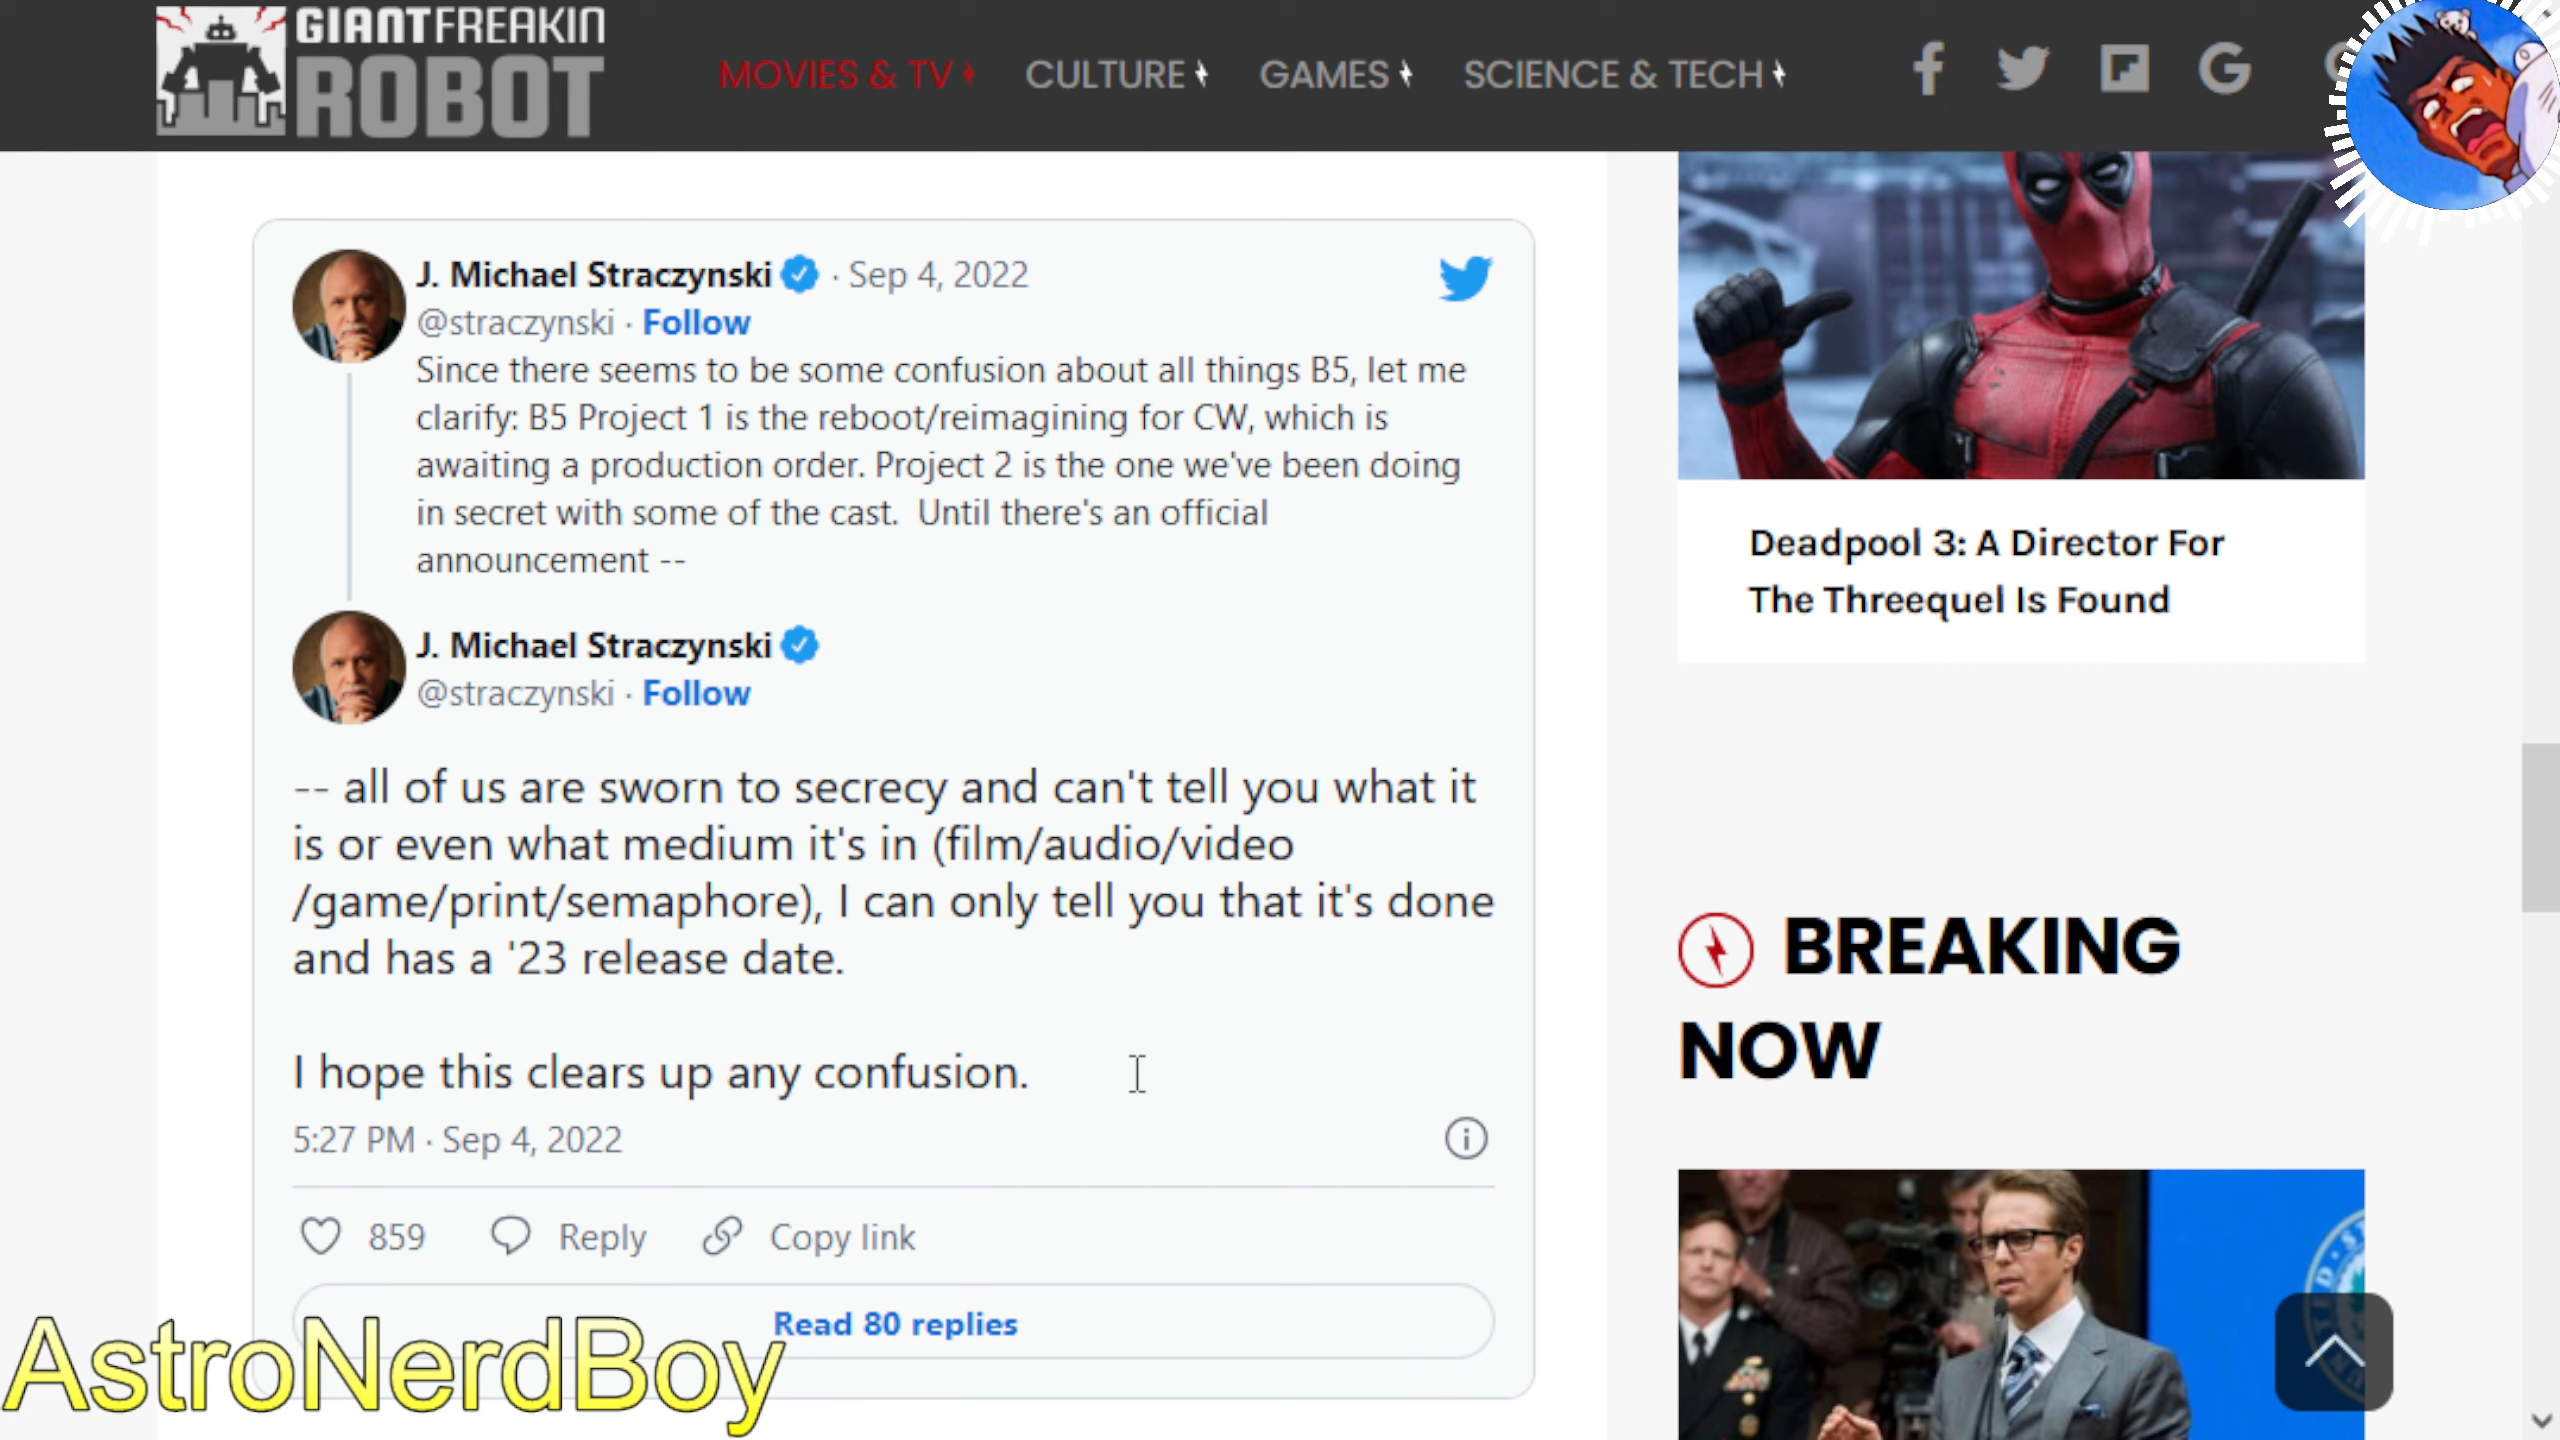 GIANT FREAKIN
ROBOT
MOVIES & TV
CULTURE
GAMES
SCIENCE & TECH
J. Michael Straczynski · Sep 4, 2022
@straczynski · Follow
Since there seems to be some confusion about all things B5, let me
clarify: B5 Project 1 is the reboot/reimagining for CW, which is
awaiting a production order. Project 2 is the one we've been doing
in secret with some of the cast.  Until there's an official
announcement --
J. Michael Straczynski
@straczynski · Follow
-- all of us are sworn to secrecy and can't tell you what it
is or even what medium it's in (film/audio/video
/game/print/semaphore), I can only tell you that it's done
and has a '23 release date.
I hope this clears up any confusion.
5:27 PM · Sep 4, 2022
859
Reply
Copy link
Read 80 replies
AstroNerdBoy
Deadpool 3: A Director For
The Threequel Is Found
BREAKING
NOW